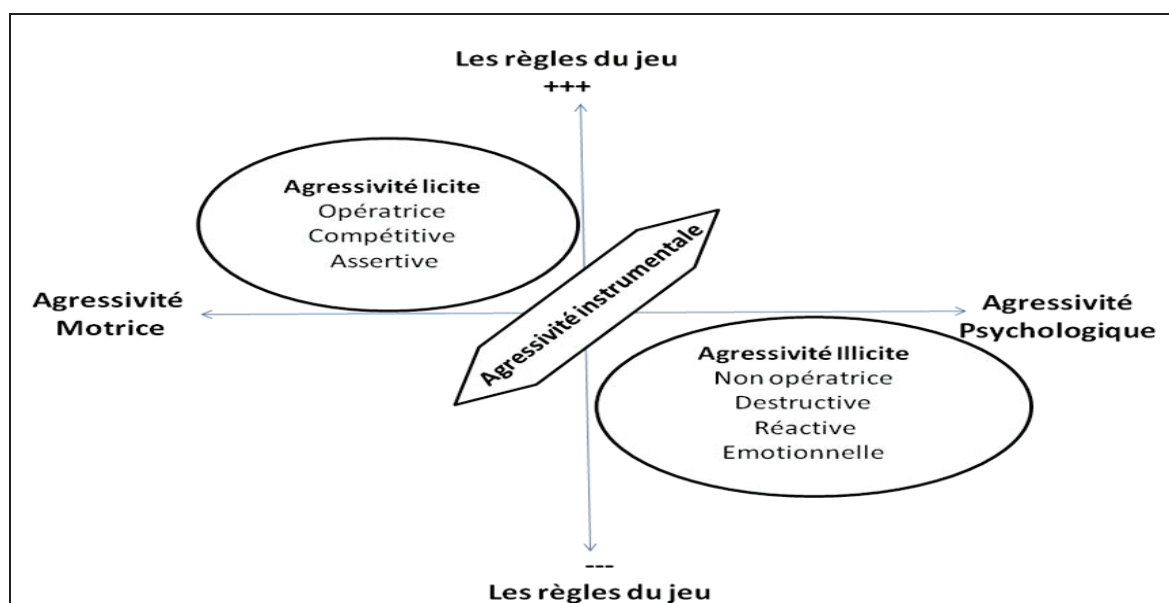 Les règles du jeu
+++
Agressivité licite
Opératrice
Compétitive
Assertive
Agressivité
Motrice
Agressivité instrumentale
Agressivité
Psychologique
Agressivité Illicite
Non opératrice
Destructive
Réactive
Emotionnelle
---
Les règles du jeu